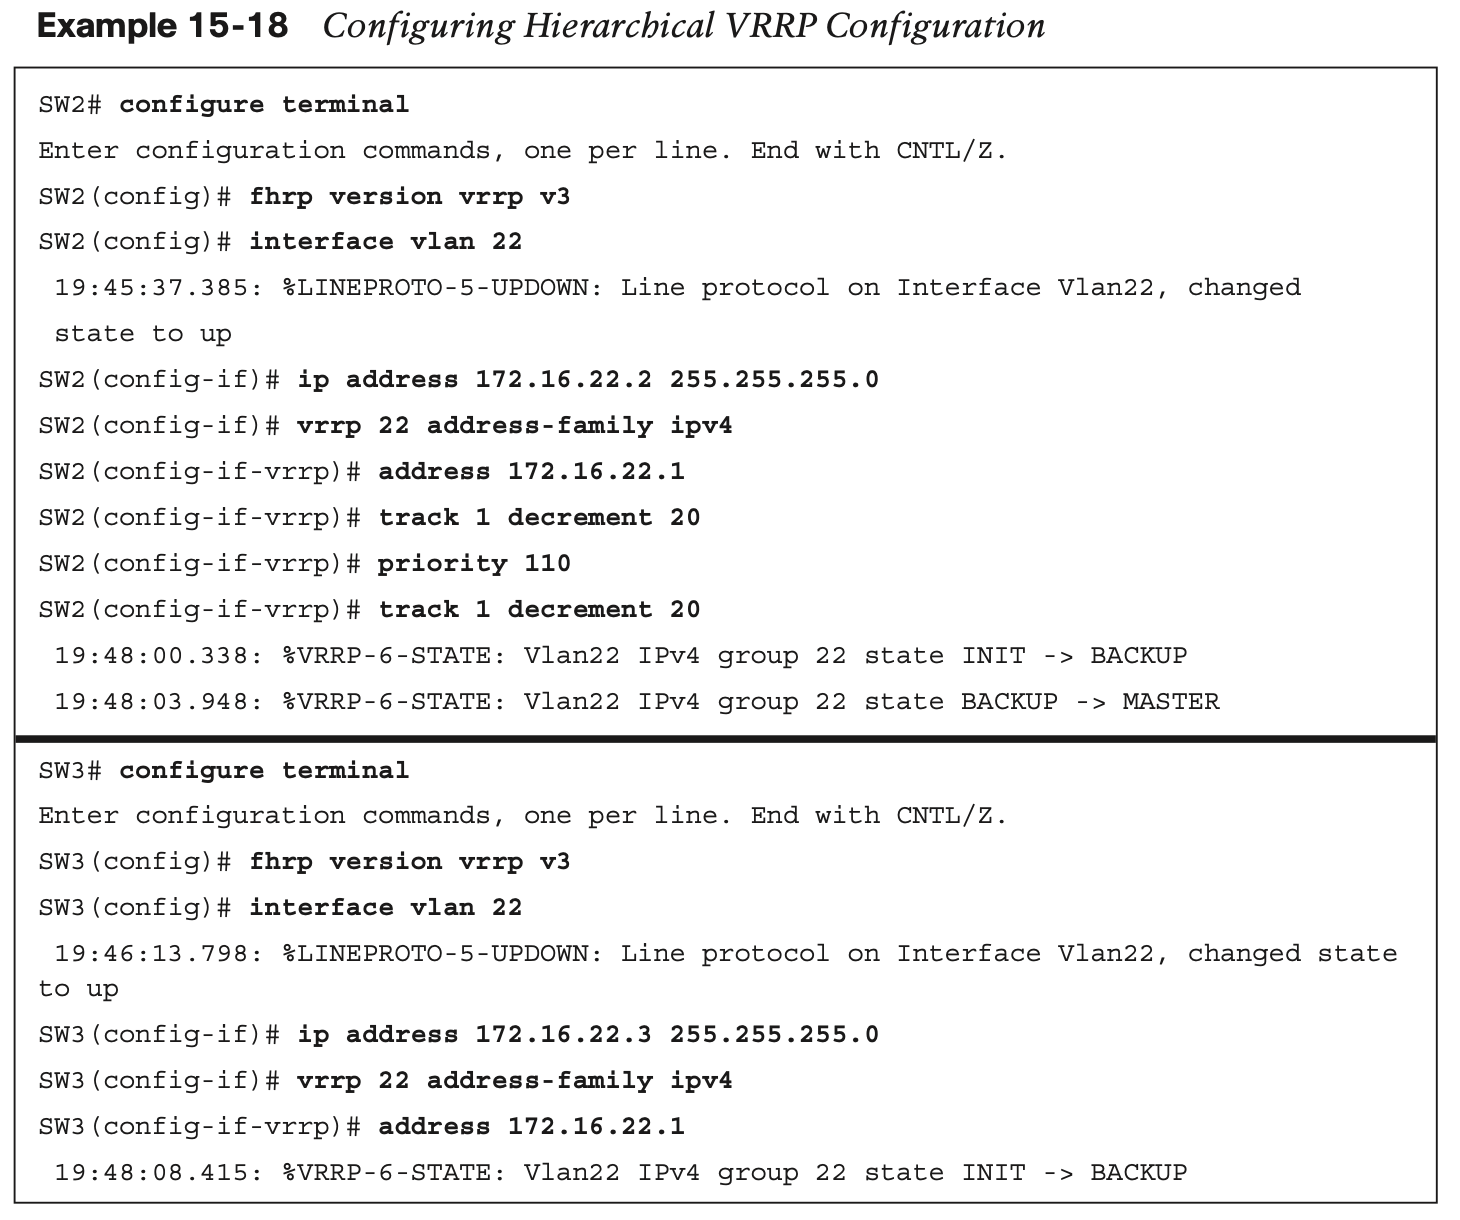 Example 15-18 Configuring Hierarchical VRRP Configuration
SW2# configure terminal
Enter configuration commands, one per line. End with CNTL/Z.
SW2(config)# fhrp version vrrp v3
SW2(config)# interface vlan 22
19:45:37.385: %LINEPROTO-5-UPDOWN: Line protocol on Interface Vlan22, changed
state to up
SW2(config-if)# ip address 172.16.22.2 255.255.255.0
SW2(config-if)# vrrp 22 address-family ipv4
SW2(config-if-vrrp)# address 172.16.22.1
SW2(config-if-vrrp)# track 1 decrement 20
SW2(config-if-vrrp)# priority 110
SW2(config-if-vrrp)# track 1 decrement 20
19:48:00.338: %VRRP-6-STATE: Vlan22 IPv4 group 22 state INIT -> BACKUP
19:48:03.948: %VRRP-6-STATE: Vlan22 IPv4 group 22 state BACKUP -> MASTER
SW3# configure terminal
Enter configuration commands, one per line. End with CNTL/Z.
SW3(config)# fhrp version vrrp v3
SW3(config)# interface vlan 22
19:46:13.798: %LINEPROTO-5-UPDOWN: Line protocol on Interface Vlan22, changed state
to up
SW3(config-if)# ip address 172.16.22.3 255.255.255.0
SW3(config-if)# vrrp 22 address-family ipv4
SW3(config-if-vrrp)# address 172.16.22.1
19:48:08.415: %VRRP-6-STATE: Vlan22 IPv4 group 22 state INIT -> BACKUP